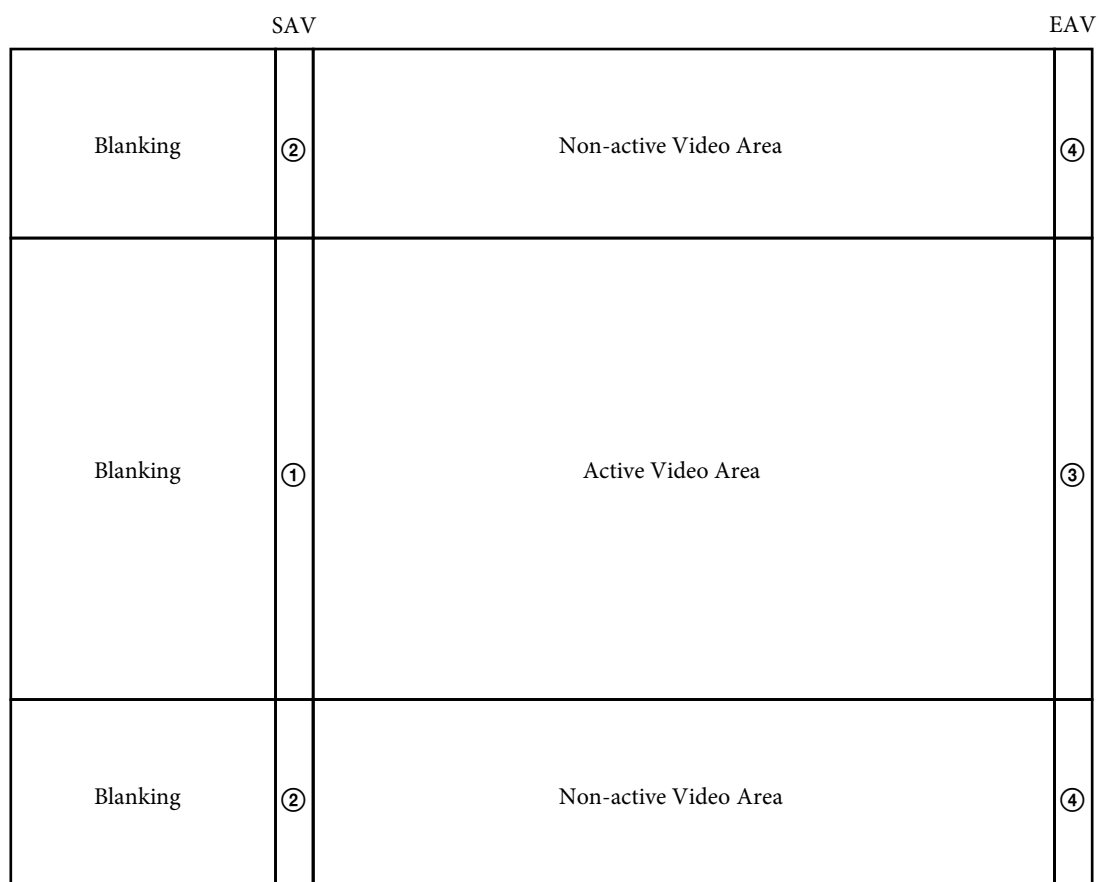 SAV EAV
Blanking ② Non-active Video Area ④
Blanking ① Active Video Area ③
Blanking ② Non-active Video Area ④